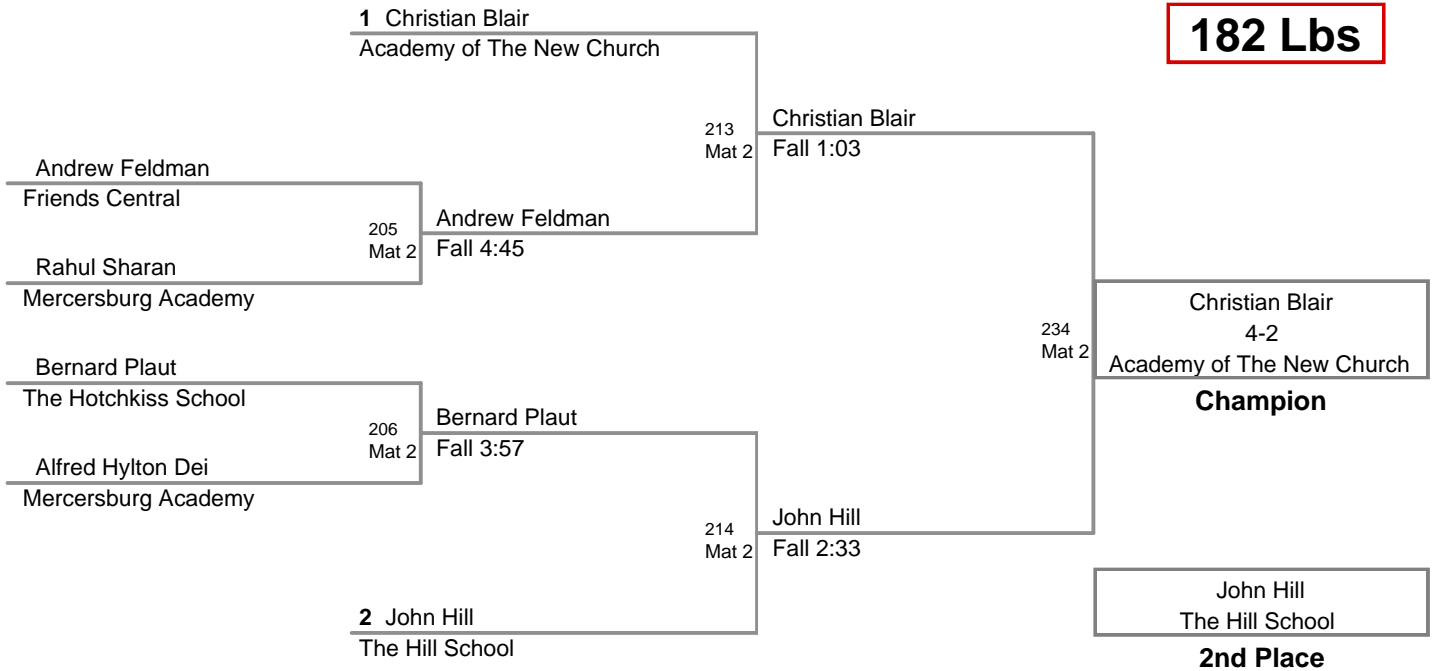 1 Christian Blair
Academy of The New Church
182 Lbs
213
Mat 2
Christian Blair
Fall 1:03
Andrew Feldman
Friends Central
205
Mat 2
Andrew Feldman
Fall 4:45
Rahul Sharan
Mercersburg Academy
234
Mat 2
Christian Blair
4-2
Academy of The New Church
Champion
Bernard Plaut
The Hotchkiss School
206
Mat 2
Bernard Plaut
Fall 3:57
Alfred Hylton Dei
Mercersburg Academy
214
Mat 2
John Hill
Fall 2:33
2 John Hill
The Hill School
John Hill
The Hill School
2nd Place